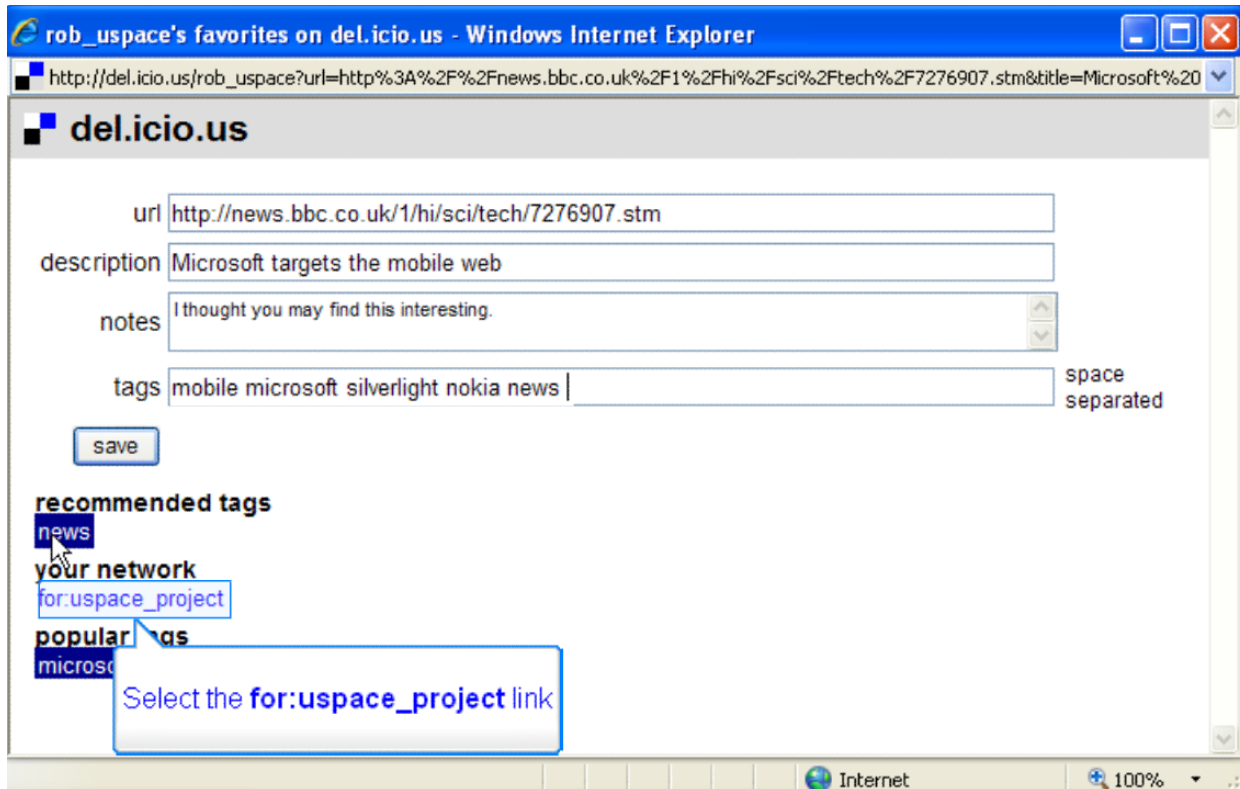 rob_uspace's favorites on del.icio.us - Windows Internet Explorer
http://del.icio.us/rob_uspace?url=http%3A%2F%2Fnews.bbc.co.uk%2F1%2Fhi%2Fsci%2Ftech%2F7276907.stm&title=Microsoft%20
del.icio.us
url http://news.bbc.co.uk/1/hi/sci/tech/7276907.stm
description Microsoft targets the mobile web
notes I thought you may find this interesting.
tags mobile microsoft silverlight nokia news space
separated
save
recommended tags
news
your network
for:uspace_project
popular tags
Select the for:uspace_project link
Internet 100%